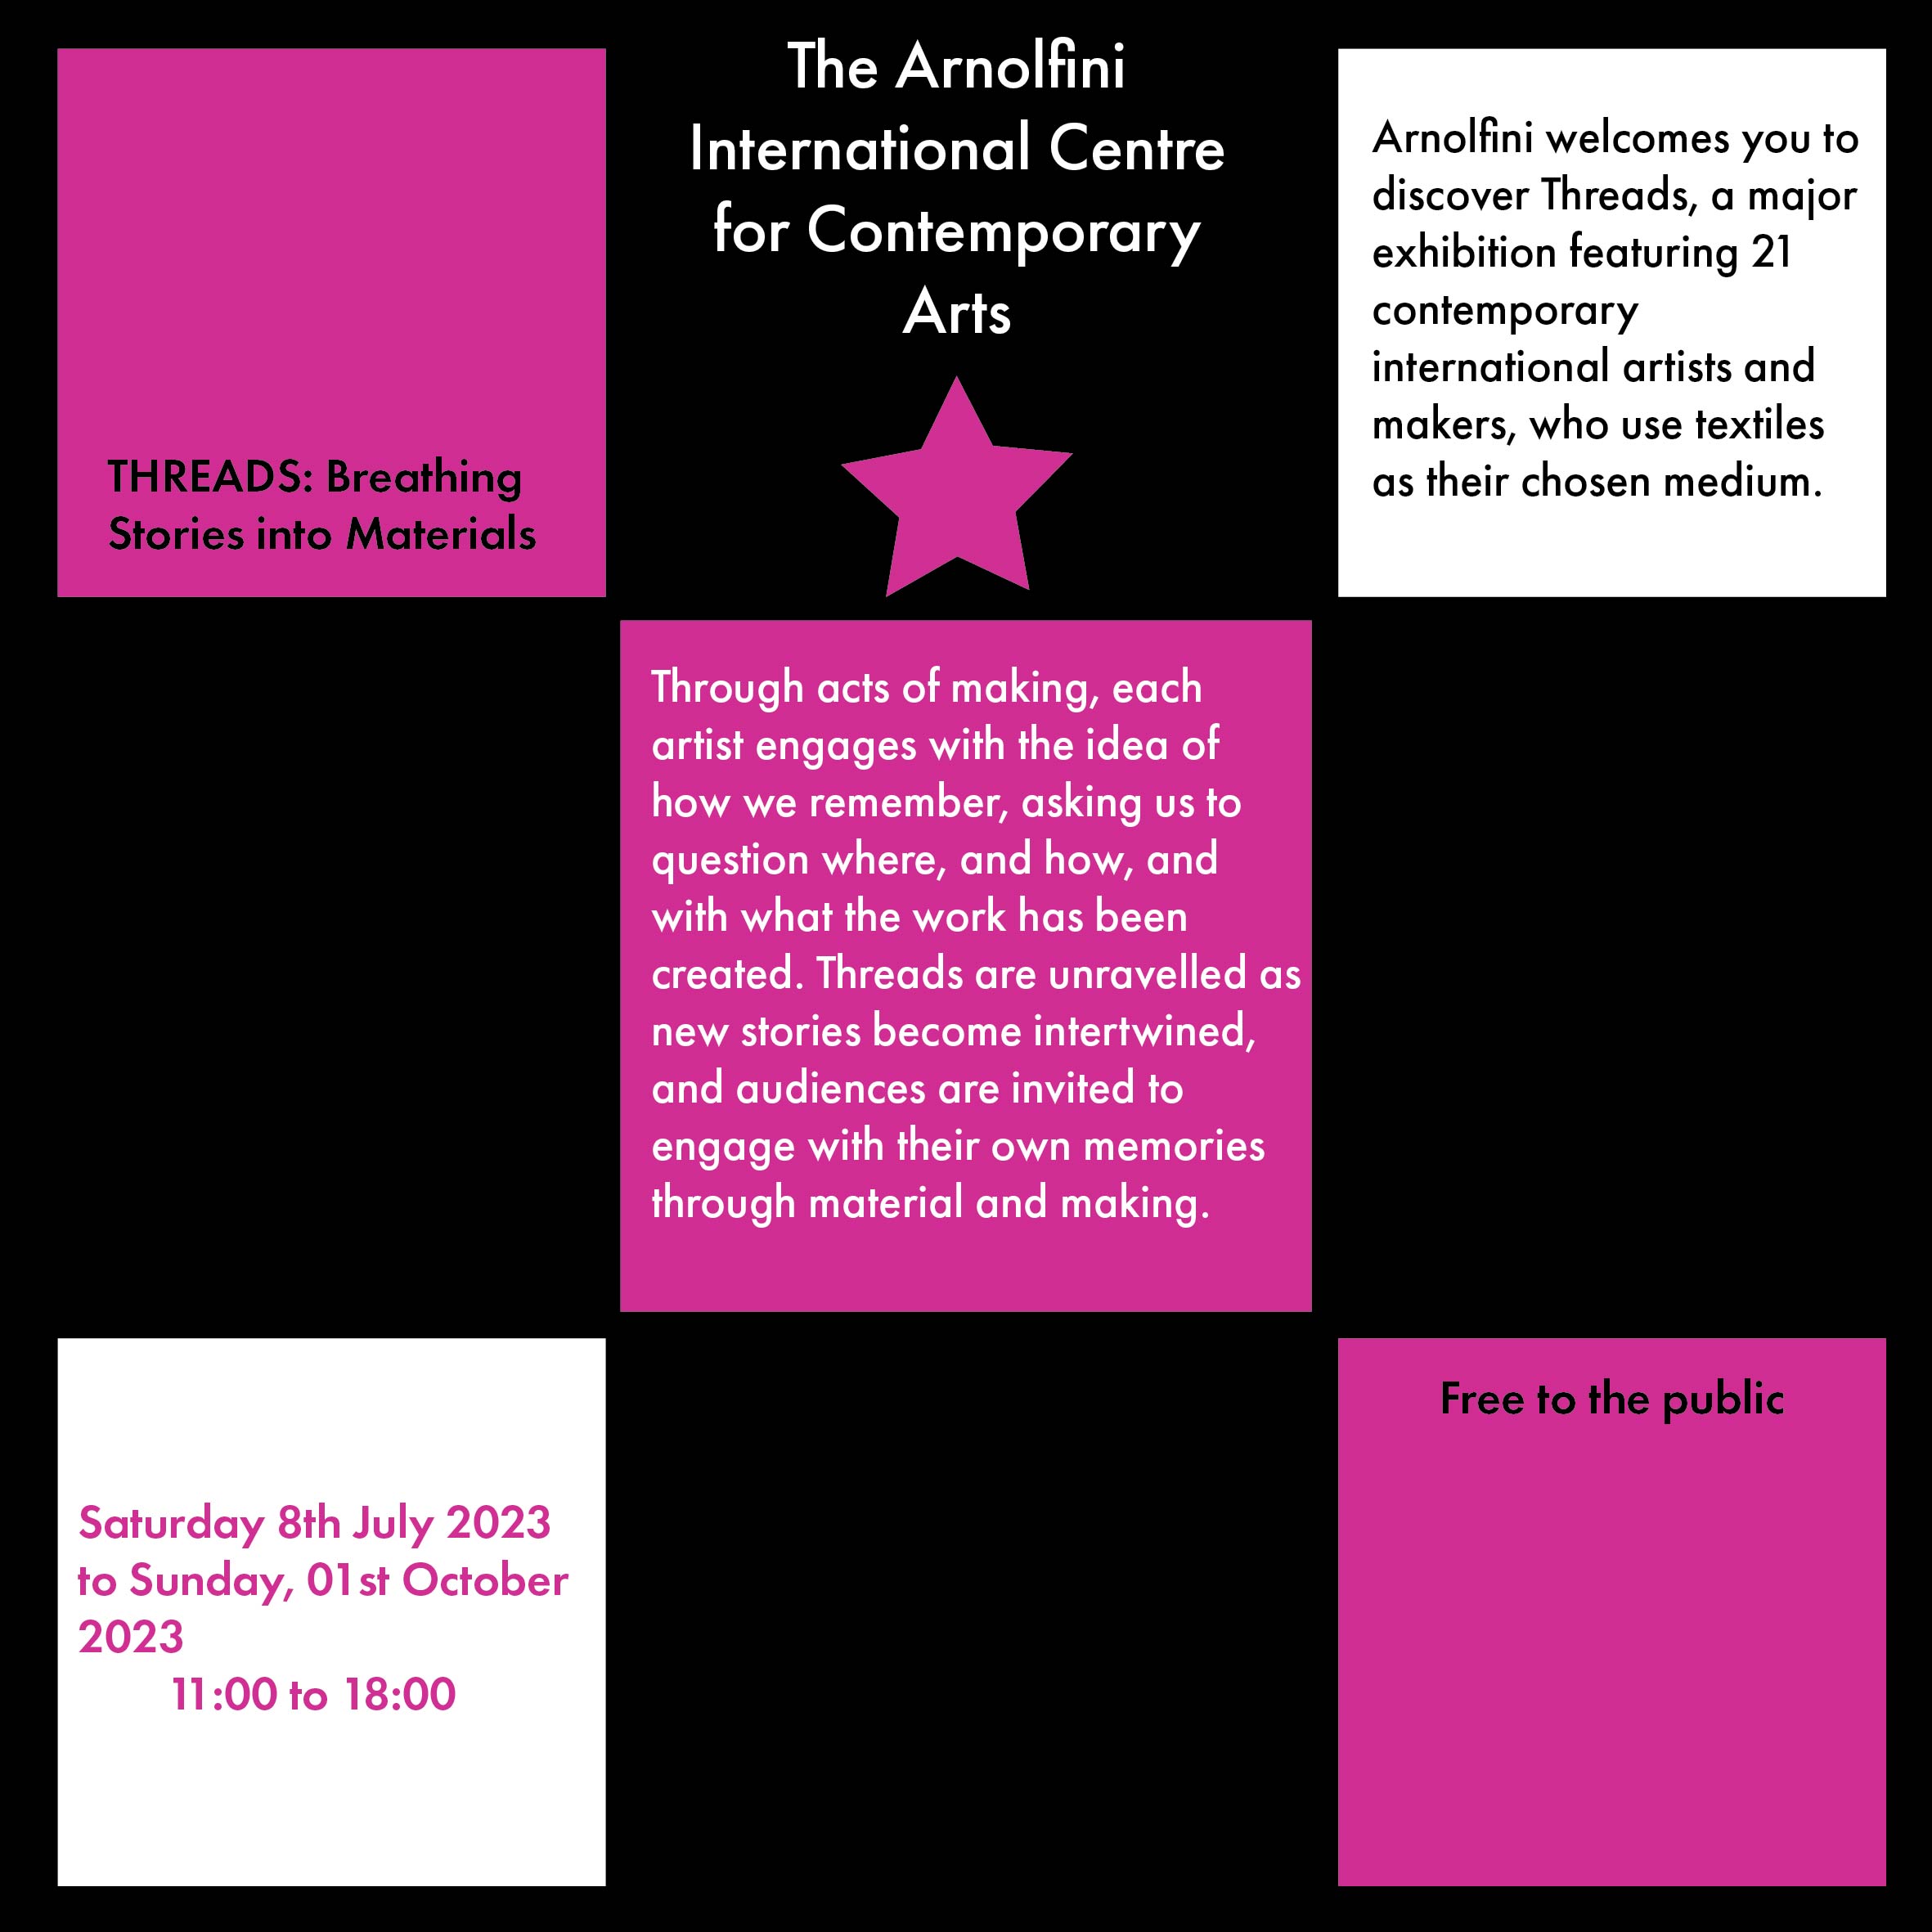 The Arnolfini
International Centre
for Contemporary
Arts
THREADS: Breathing
Stories into Materials
Arnolfini welcomes you to
discover Threads, a major
exhibition featuring 21
contemporary
international artists and
makers, who use textiles
as their chosen medium.
Through acts of making, each
artist engages with the idea of
how we remember, asking us to
question where, and how, and
with what the work has been
created. Threads are unravelled as
new stories become intertwined,
and audiences are invited to
engage with their own memories
through material and making.
Saturday 8th July 2023
to Sunday, 01st October
2023
11:00 to 18:00
Free to the public